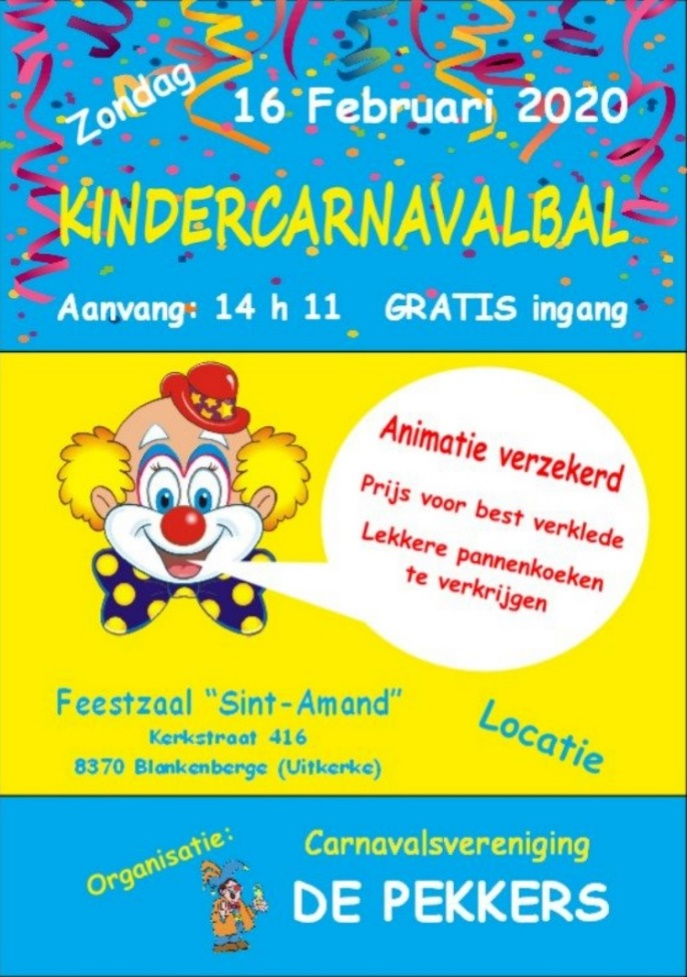 Zondag 16 Februari 2020
KINDERCARNAVALBAL
Aanvang: 14 h 11 GRATIS ingang
Animatie verzekerd
Prijs voor best verklede
Lekkere pannenkoeken
te verkrijgen
Feestzaal “Sint-Amand”
Kerkstraat 416
8370 Blankenberge (Uitkerke)
Locatie
Organisatie:
Carnavalsvereniging
DE PEKKERS